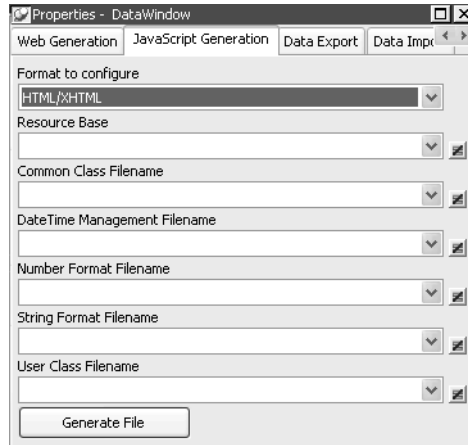 Properties - DataWindow
Web Generation JavaScript Generation Data Export Data Impo
Format to configure
HTML/XHTML
Resource Base
Common Class Filename
DateTime Management Filename
Number Format Filename
String Format Filename
User Class Filename
Generate File